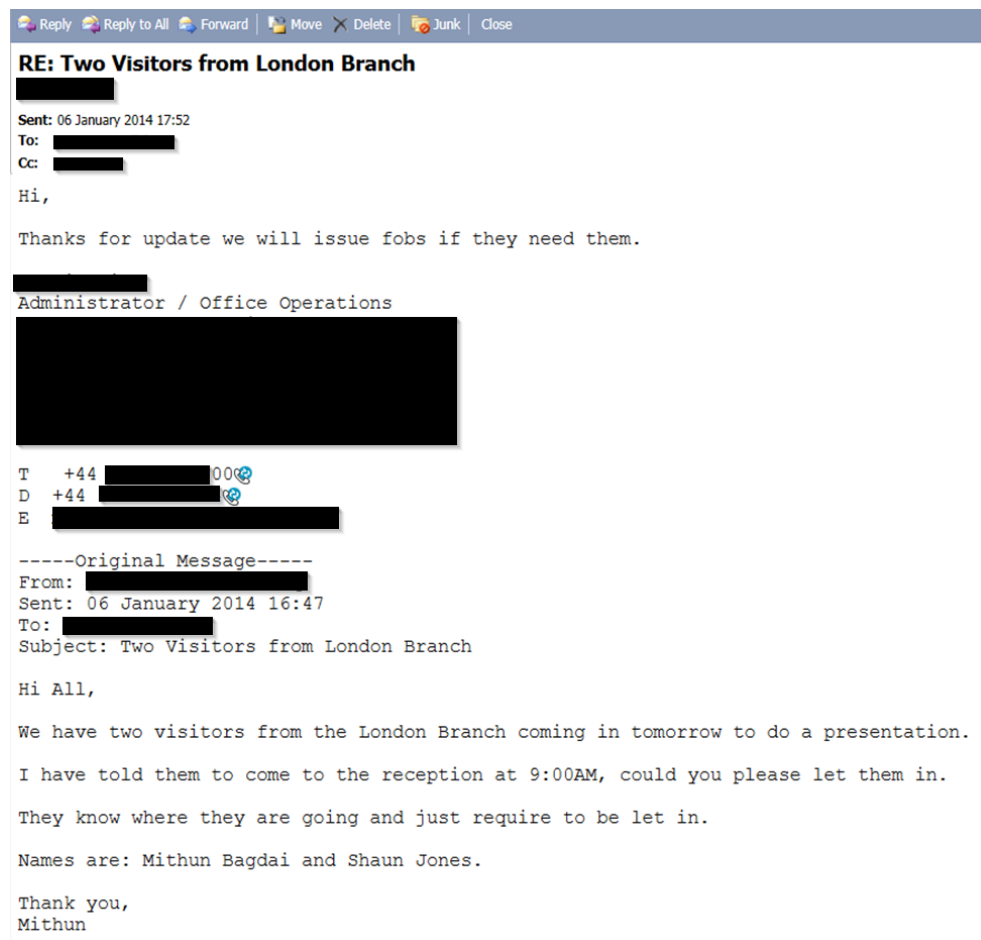 Reply Reply to All Forward Move Delete Junk Close
RE: Two Visitors from London Branch
Sent: 06 January 2014 17:52
To:
Cc:
Hi,
Thanks for update we will issue fobs if they need them.
Administrator / Office Operations
T +44 00
D +44
E
-----Original Message-----
From:
Sent: 06 January 2014 16:47
To:
Subject: Two Visitors from London Branch
Hi All,
We have two visitors from the London Branch coming in tomorrow to do a presentation.
I have told them to come to the reception at 9:00AM, could you please let them in.
They know where they are going and just require to be let in.
Names are: Mithun Bagdai and Shaun Jones.
Thank you,
Mithun